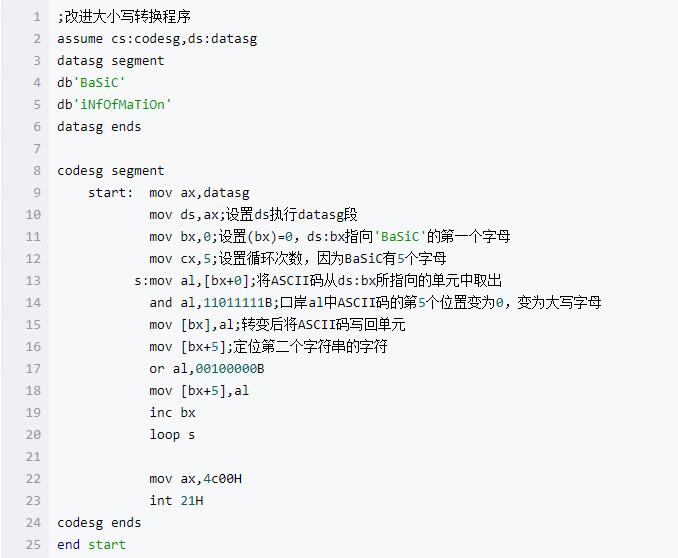 1 ;改进大小写转换程序
2 assume cs:codesg,ds:datasg
3 datasg segment
4 db'BaSiC'
5 db'iNfOfMaTiOn'
6 datasg ends
7
8 codesg segment
9 start: mov ax,datasg
10 mov ds,ax;设置ds执行datasg段
11 mov bx,0;设置(bx)=0，ds:bx指向'BaSiC'的第一个字母
12 mov cx,5;设置循环次数，因为BaSiC有5个字母
13 s:mov al,[bx+0];将ASCII码从ds:bx所指向的单元中取出
14 and al,11011111B;口岸al中ASCII码的第5个位置变为0，变为大写字母
15 mov [bx],al;转变后将ASCII码写回单元
16 mov [bx+5];定位第二个字符串的字符
17 or al,00100000B
18 mov [bx+5],al
19 inc bx
20 loop s
21
22 mov ax,4c00H
23 int 21H
24 codesg ends
25 end start